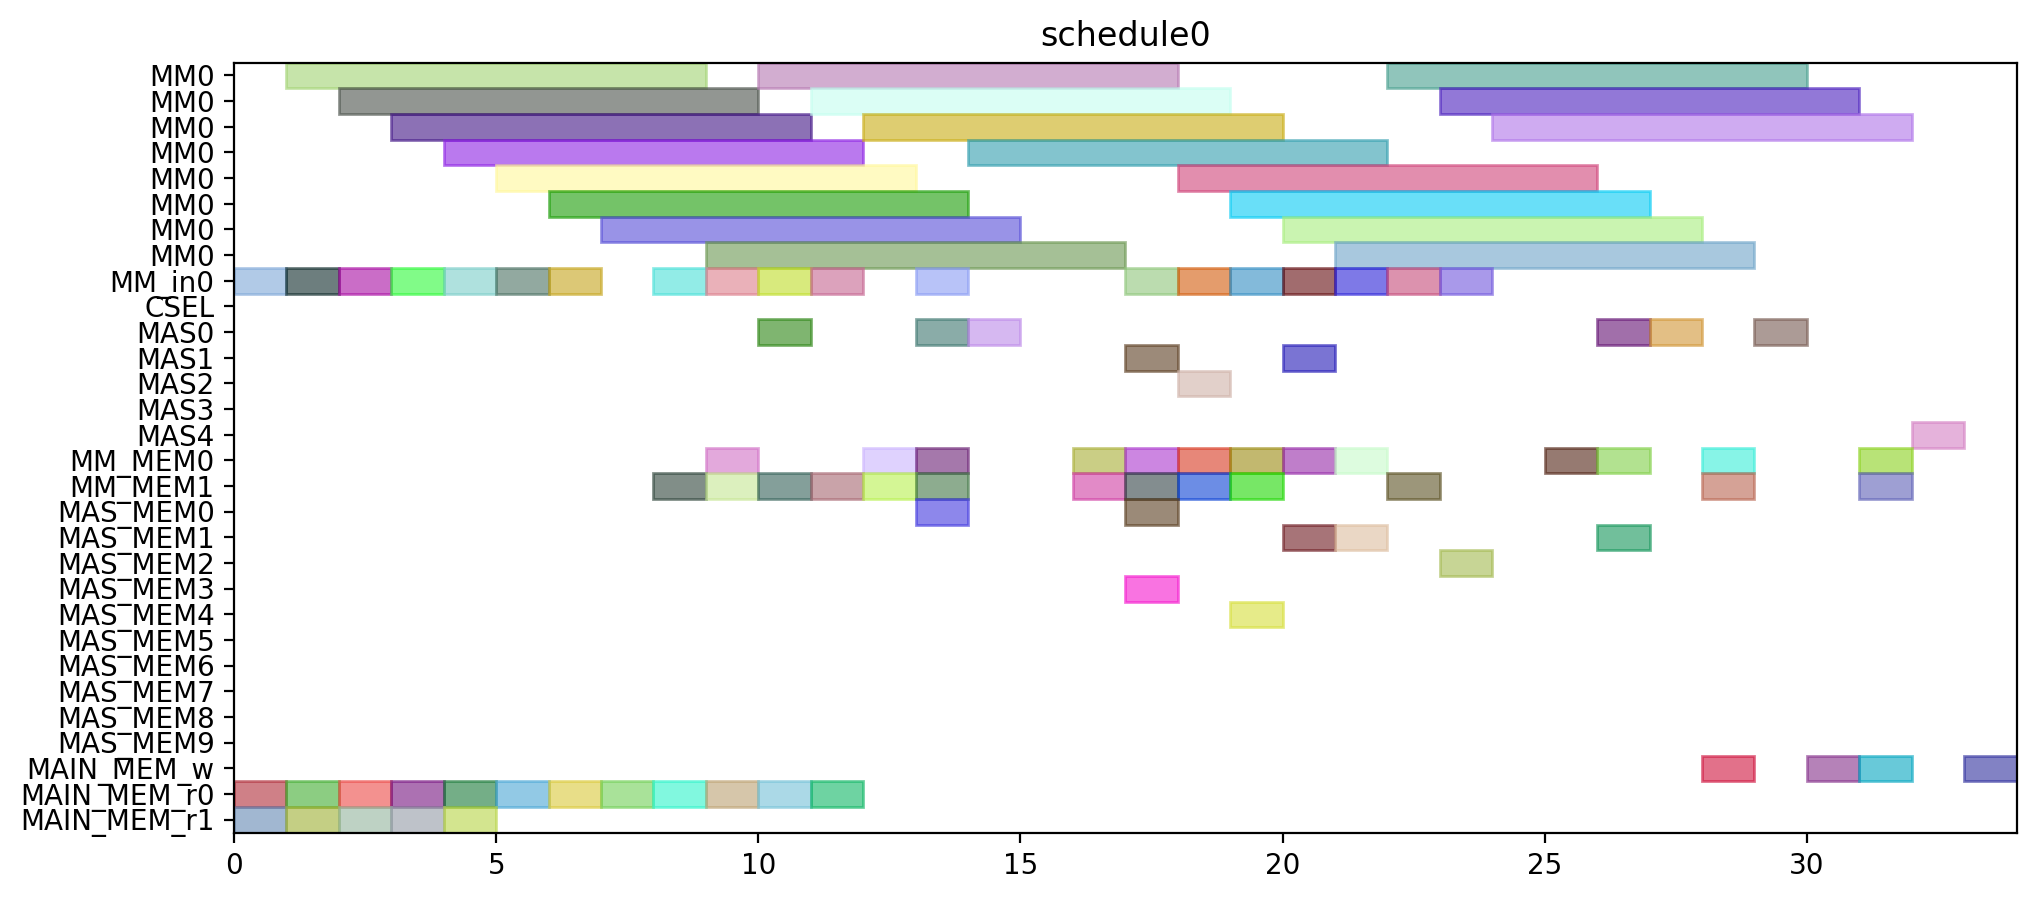 schedule0
MM0
MM0
MM0
MM0
MM0
MM0
MM0
MM0
MM_in0
CSEL
MAS0
MAS1
MAS2
MAS3
MAS4
MM_MEM0
MM_MEM1
MAS_MEM0
MAS_MEM1
MAS_MEM2
MAS_MEM3
MAS_MEM4
MAS_MEM5
MAS_MEM6
MAS_MEM7
MAS_MEM8
MAS_MEM9
MAIN_MEM_w
MAIN_MEM_r0
MAIN_MEM_r1
0 5 10 15 20 25 30